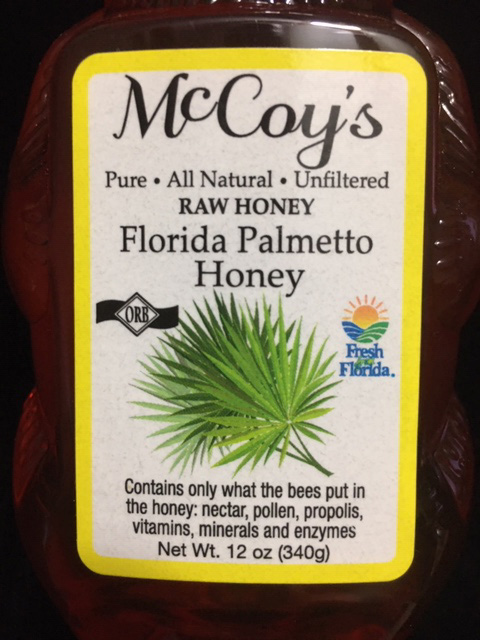 McCoy's
Pure • All Natural • Unfiltered
RAW HONEY
Florida Palmetto
Honey
ORB
Fresh
Florida.
Contains only what the bees put in
the honey: nectar, pollen, propolis,
vitamins, minerals and enzymes
Net Wt. 12 oz (340g)